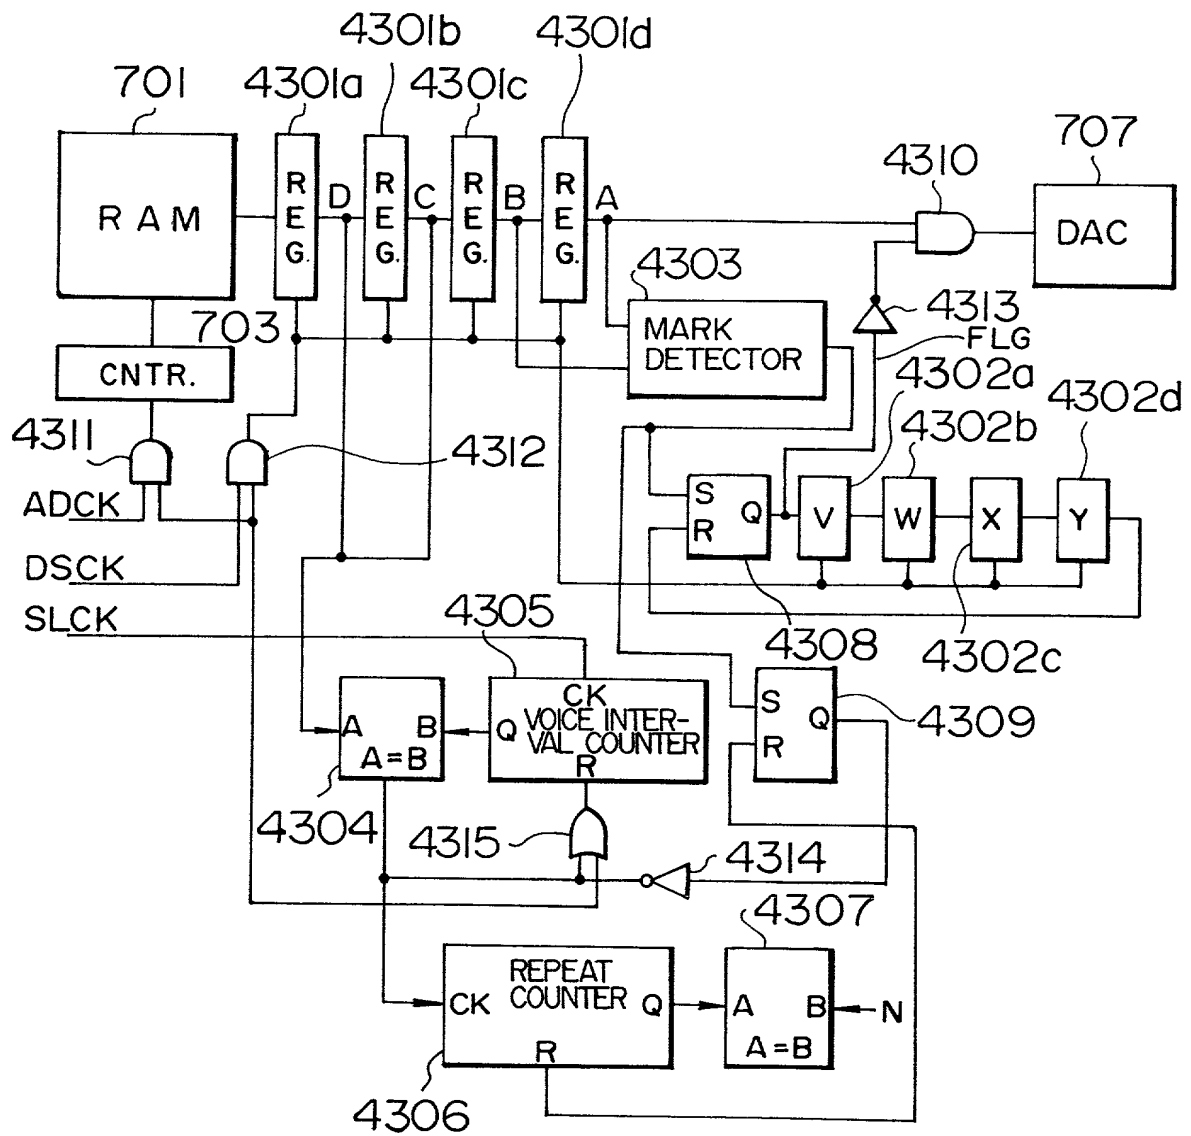 4301b 4301d
701 4301a 4301c
707
4310
RAM
REG.
D
REG.
C
REG.
B
REG.
A
DAC
4303
703
MARK
DETECTOR
4313
FLG
CNTR.
4302a
4302d
4311
4312
4302b
ADCK
S
Q
R
V
W
X
Y
DSCK
SLCK
4305
4308
4302c
CK
Q VOICE INTER-
VAL COUNTER
R
A B
A=B
S
Q
R
4309
4304
4315
4314
4307
REPEAT
COUNTER
CK
Q
R
A B
A=B
N
4306